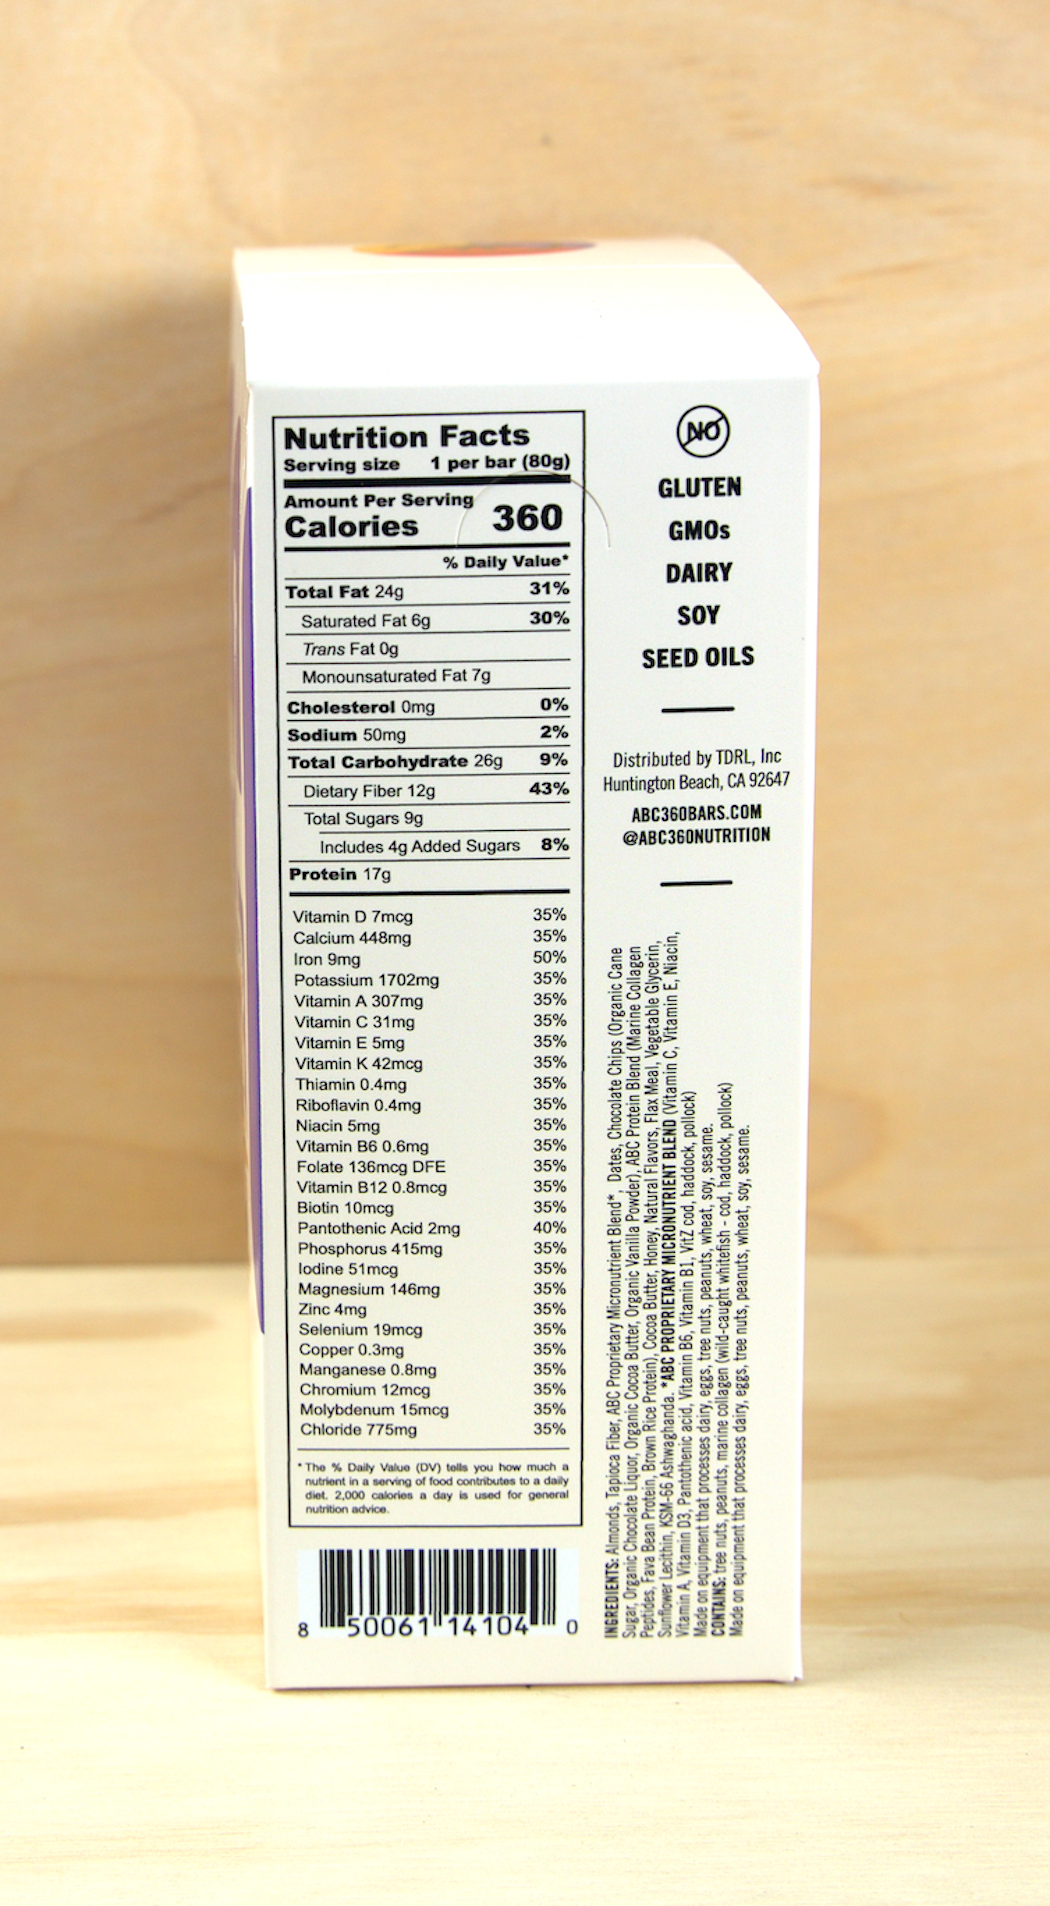 Nutrition Facts
Serving size 1 per bar (80g)
Amount Per Serving
Calories 360
% Daily Value*
Total Fat 24g 31%
Saturated Fat 6g 30%
Trans Fat 0g
Monounsaturated Fat 7g
Cholesterol 0mg 0%
Sodium 50mg 2%
Total Carbohydrate 26g 9%
Dietary Fiber 12g 43%
Total Sugars 9g
Includes 4g Added Sugars 8%
Protein 17g
Vitamin D 7mcg 35%
Calcium 448mg 35%
Iron 9mg 50%
Potassium 1702mg 35%
Vitamin A 307mg 35%
Vitamin C 31mg 35%
Vitamin E 5mg 35%
Vitamin K 42mcg 35%
Thiamin 0.4mg 35%
Riboflavin 0.4mg 35%
Niacin 5mg 35%
Vitamin B6 0.6mg 35%
Folate 136mcg DFE 35%
Vitamin B12 0.8mcg 35%
Biotin 10mcg 35%
Pantothenic Acid 2mg 40%
Phosphorus 415mg 35%
Iodine 51mcg 35%
Magnesium 146mg 35%
Zinc 4mg 35%
Selenium 19mcg 35%
Copper 0.3mg 35%
Manganese 0.8mg 35%
Chromium 12mcg 35%
Molybdenum 15mcg 35%
Chloride 775mg 35%
* The % Daily Value (DV) tells you how much a
nutrient in a serving of food contributes to a daily
diet. 2,000 calories a day is used for general
nutrition advice.
8 50061 14104 0
NO
GLUTEN
GMOs
DAIRY
SOY
SEED OILS
Distributed by TDRL, Inc
Huntington Beach, CA 92647
ABC360BARS.COM
@ABC360NUTRITION
INGREDIENTS: Almonds, Tapioca Fiber, ABC Proprietary Micronutrient Blend*, Dates, Chocolate Chips (Organic Cane
Sugar, Organic Chocolate Liquor, Organic Cocoa Butter, Organic Vanilla Powder), ABC Protein Blend (Marine Collagen
Peptides, Fava Bean Protein, Brown Rice Protein), Cocoa Butter, Honey, Natural Flavors, Flax Meal, Vegetable Glycerin,
Sunflower Lecithin, KSM-66 Ashwaghanda. *ABC PROPRIETARY MICRONUTRIENT BLEND (Vitamin C, Vitamin E, Niacin,
Vitamin A, Vitamin D3, Pantothenic acid, Vitamin B6, Vitamin B1, VitZ cod, haddock, pollock)
Made on equipment that processes dairy, eggs, tree nuts, peanuts, wheat, soy, sesame.
CONTAINS: tree nuts, peanuts, marine collagen (wild-caught whitefish - cod, haddock, pollock)
Made on equipment that processes dairy, eggs, tree nuts, peanuts, wheat, soy, sesame.